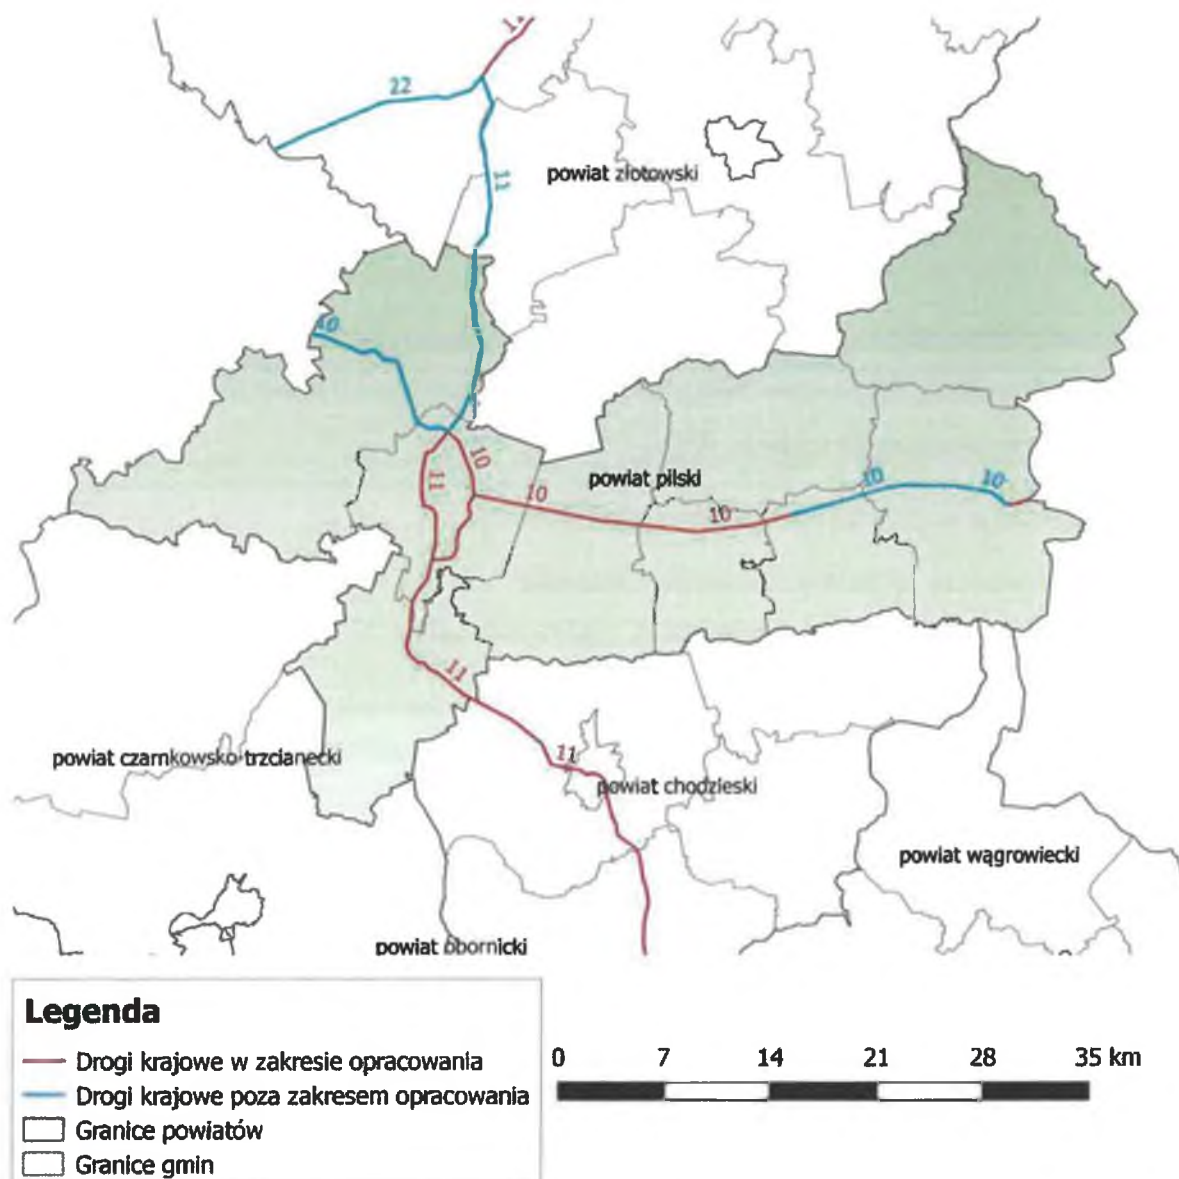 22
11
powiat złotowski
10
powiat pilski
10
11
10
10
10
10
11
11
powiat czarnkowsko-trzcianecki
powiat chodzieski
powiat wągrowiecki
powiat obornicki
Legenda
Drogi krajowe w zakresie opracowania
Drogi krajowe poza zakresem opracowania
Granice powiatów
Granice gmin
0 7 14 21 28 35 km